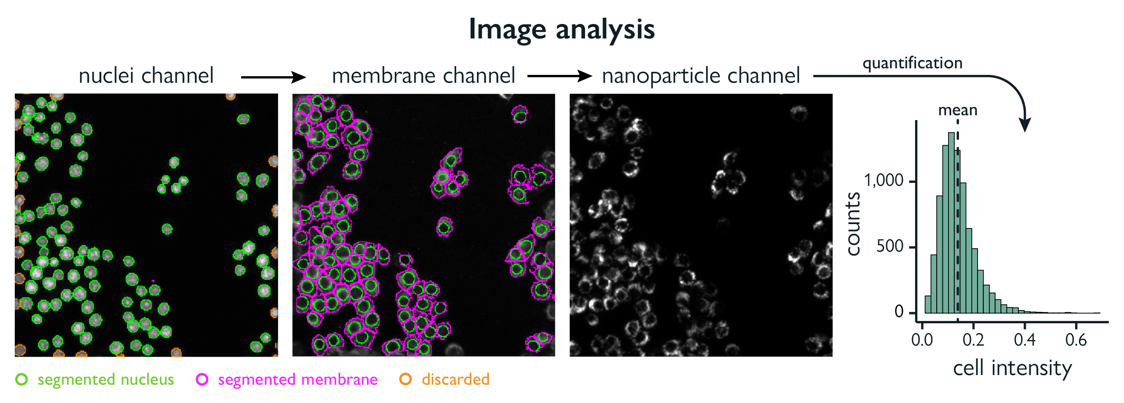 Image analysis
nuclei channel
membrane channel
nanoparticle channel
quantification
mean
counts
1,000
500
0
0.0 0.2 0.4 0.6
cell intensity
segmented nucleus
segmented membrane
discarded